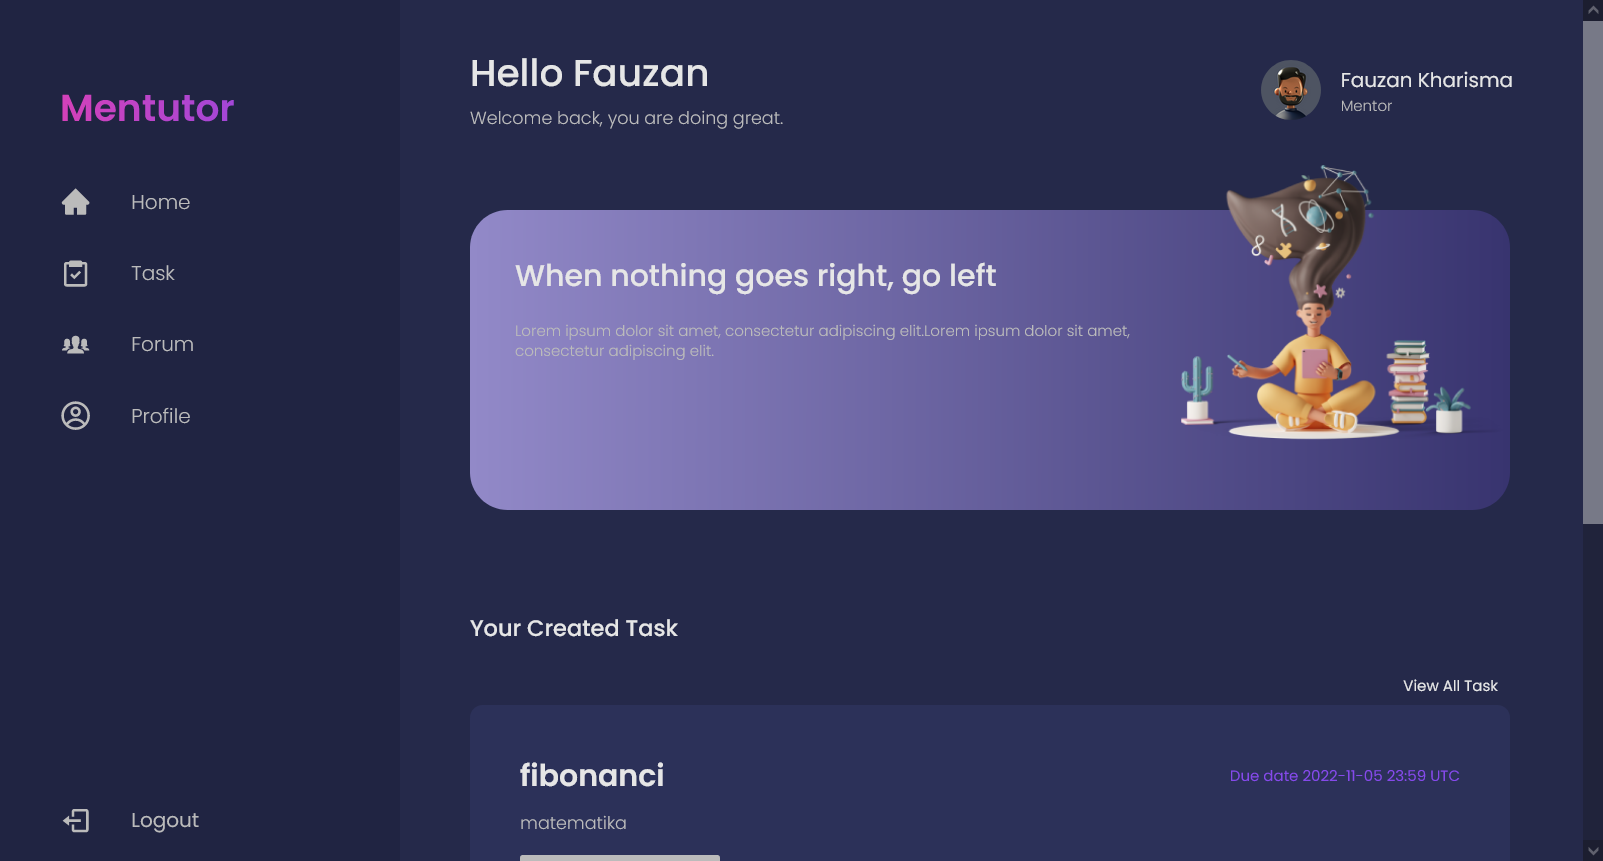 Mentutor
Home
Task
Forum
Profile
Logout
Hello Fauzan
Welcome back, you are doing great.
Fauzan Kharisma
Mentor
When nothing goes right, go left
Lorem ipsum dolor sit amet, consectetur adipiscing elit.Lorem ipsum dolor sit amet,
consectetur adipiscing elit.
Your Created Task
View All Task
fibonanci
Due date 2022-11-05 23:59 UTC
matematika